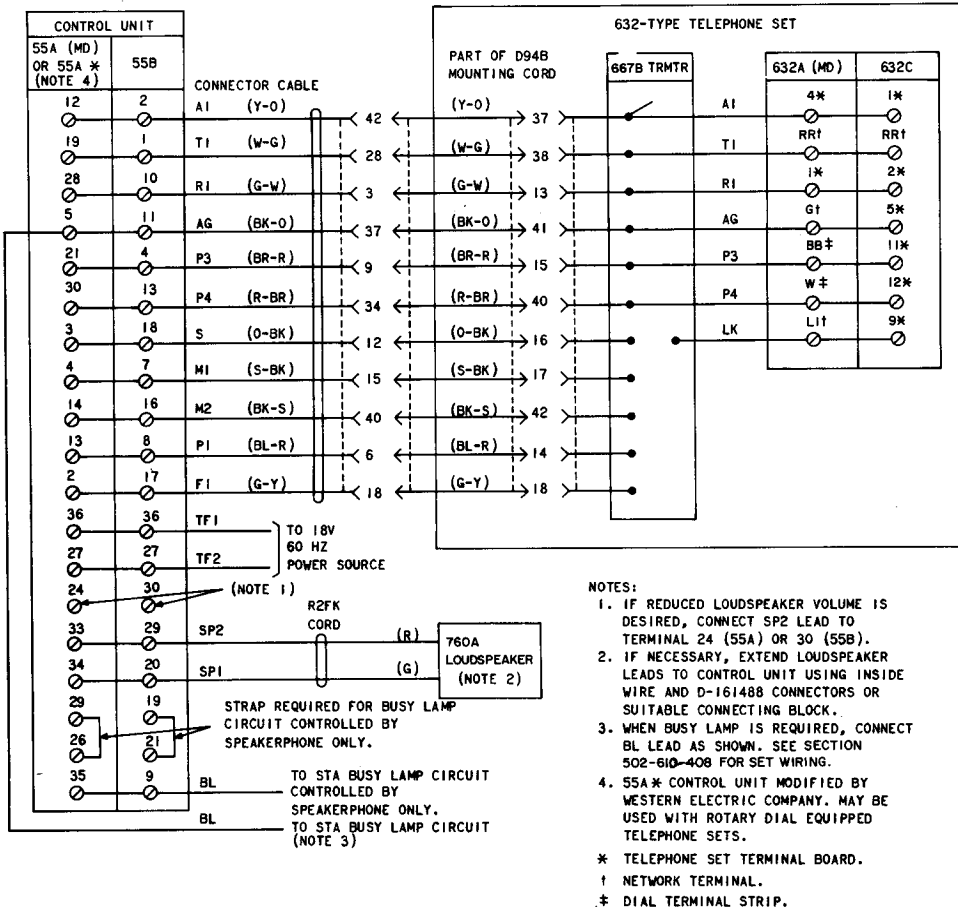 CONTROL UNIT
55A (MD) OR 55A * (NOTE 4)
55B
CONNECTOR CABLE
632-TYPE TELEPHONE SET
PART OF D94B MOUNTING CORD
667B TRMTR
632A (MD)
632C
12 2 A1 (Y-O) 42 (Y-O) 37 A1 4* 1*
19 1 T1 (W-G) 28 (W-G) 38 T1 RR† RR†
28 10 R1 (G-W) 3 (G-W) 13 R1 1* 2*
5 11 AG (BK-O) 37 (BK-O) 41 AG G† 5*
21 4 P3 (BR-R) 9 (BR-R) 15 P3 BB‡ 11*
30 13 P4 (R-BR) 34 (R-BR) 40 P4 W‡ 12*
3 18 S (O-BK) 12 (O-BK) 16 LK L1† 9*
4 7 M1 (S-BK) 15 (S-BK) 17
14 16 M2 (BK-S) 40 (BK-S) 42
13 8 P1 (BL-R) 6 (BL-R) 14
2 17 F1 (G-Y) 18 (G-Y) 18
36 36 TF1
27 27 TF2
TO 18V
60 HZ
POWER SOURCE
24 30 (NOTE 1)
R2FK
CORD
33 29 SP2 (R)
34 20 SP1 (G)
760A
LOUDSPEAKER
(NOTE 2)
29 19
26 21
STRAP REQUIRED FOR BUSY LAMP
CIRCUIT CONTROLLED BY
SPEAKERPHONE ONLY.
35 9 BL
TO STA BUSY LAMP CIRCUIT
CONTROLLED BY
SPEAKERPHONE ONLY.
BL
TO STA BUSY LAMP CIRCUIT
(NOTE 3)
NOTES:
1. IF REDUCED LOUDSPEAKER VOLUME IS
DESIRED, CONNECT SP2 LEAD TO
TERMINAL 24 (55A) OR 30 (55B).
2. IF NECESSARY, EXTEND LOUDSPEAKER
LEADS TO CONTROL UNIT USING INSIDE
WIRE AND D-161488 CONNECTORS OR
SUITABLE CONNECTING BLOCK.
3. WHEN BUSY LAMP IS REQUIRED, CONNECT
BL LEAD AS SHOWN. SEE SECTION
502-610-408 FOR SET WIRING.
4. 55A * CONTROL UNIT MODIFIED BY
WESTERN ELECTRIC COMPANY. MAY BE
USED WITH ROTARY DIAL EQUIPPED
TELEPHONE SETS.
* TELEPHONE SET TERMINAL BOARD.
† NETWORK TERMINAL.
‡ DIAL TERMINAL STRIP.